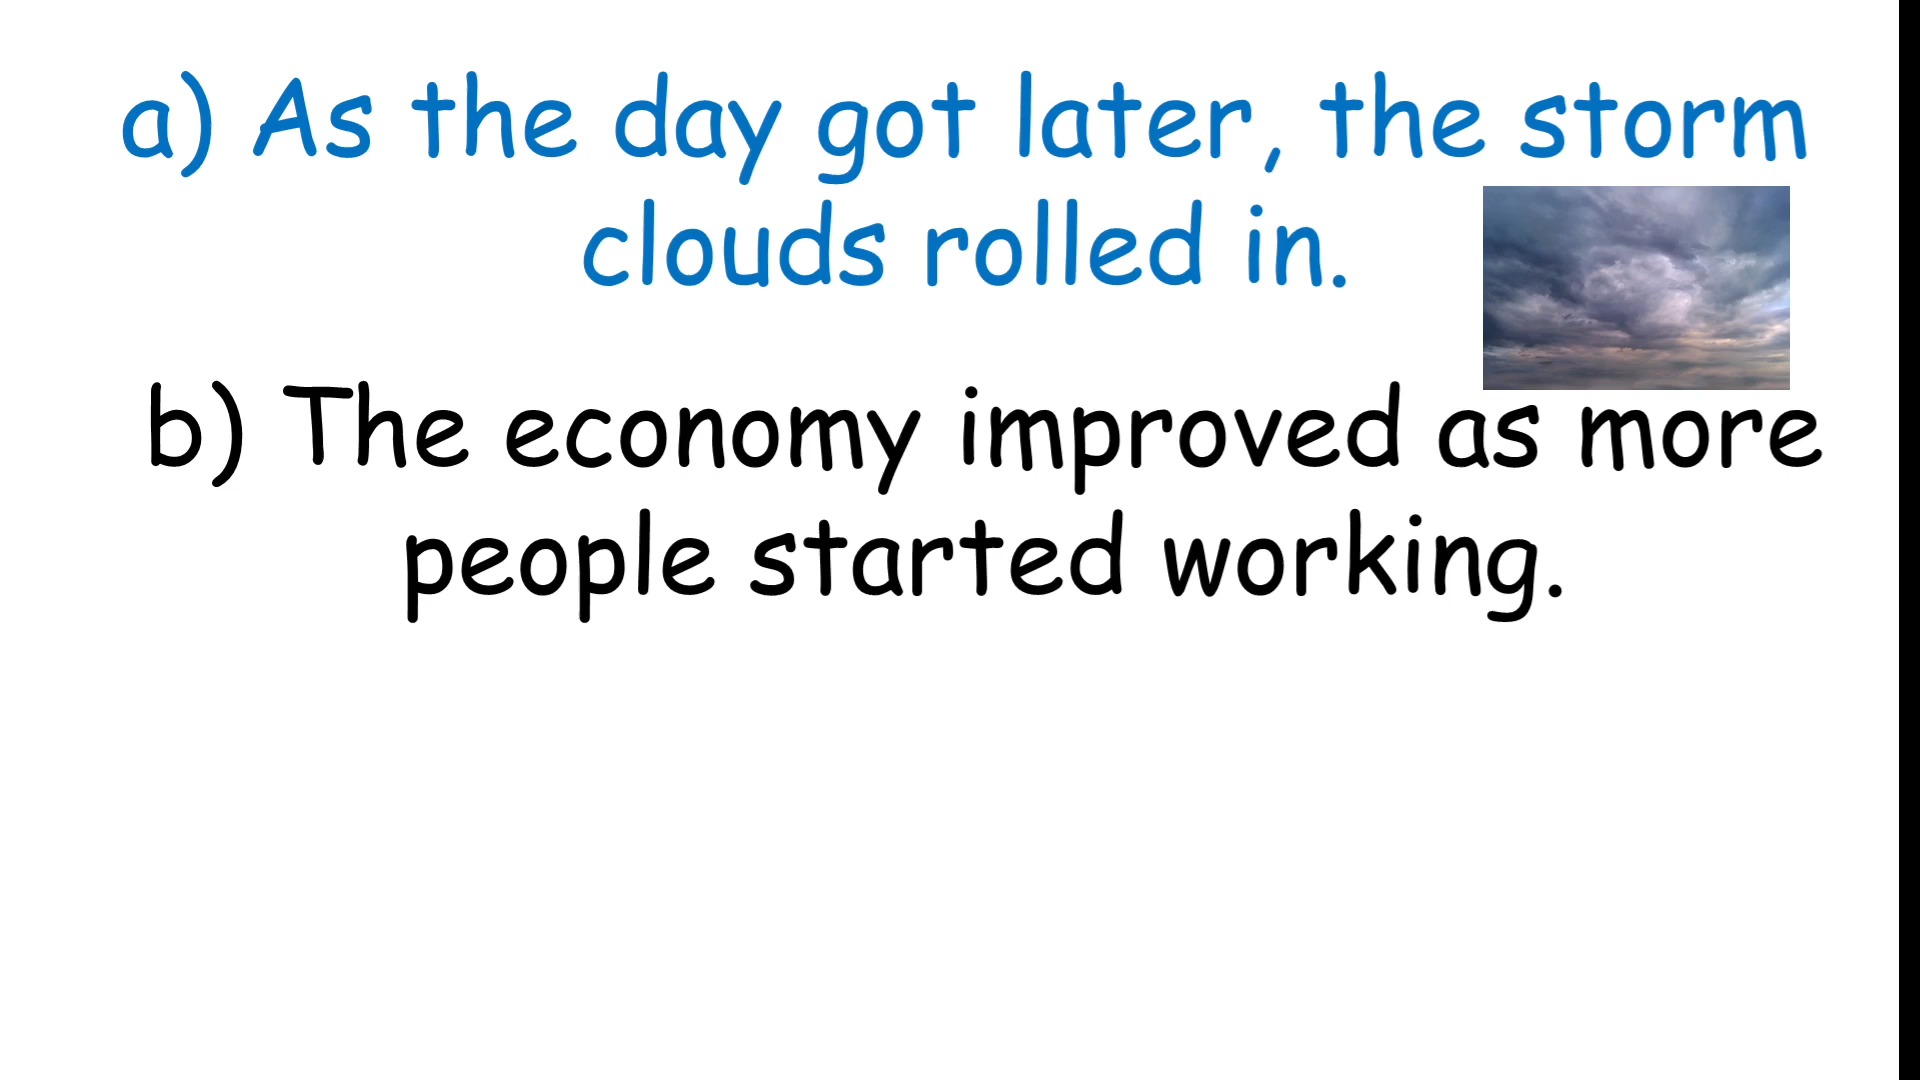 a) As the day got later, the storm
clouds rolled in.
b) The economy improved as more
people started working.